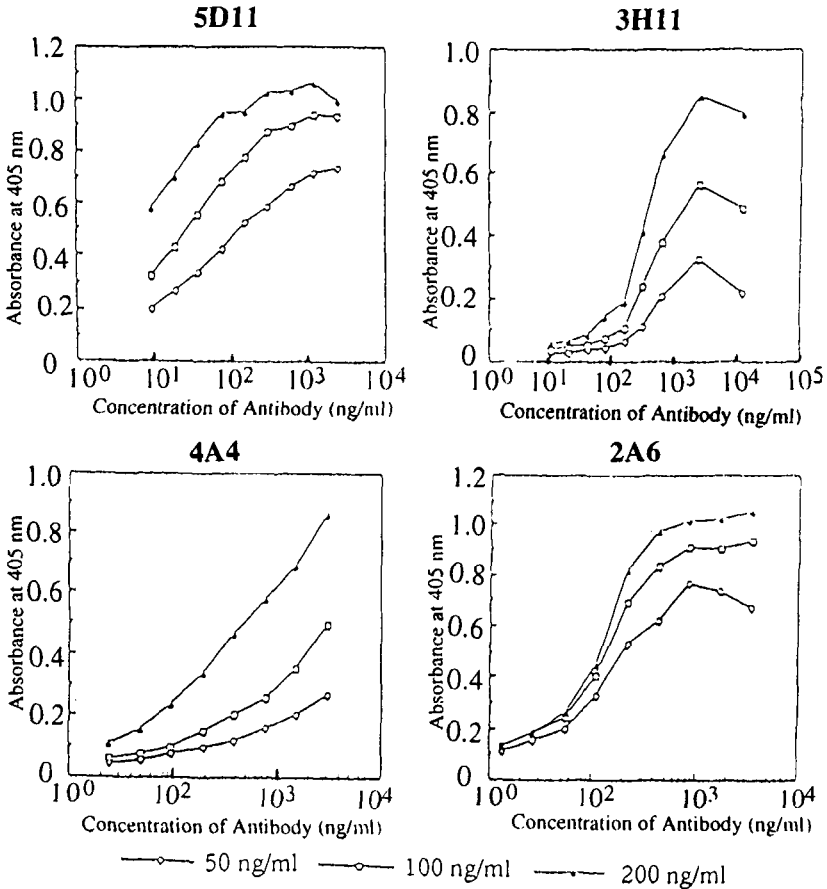 5D11
3H11
Absorbance at 405 nm
1.2
1.0
0.8
0.6
0.4
0.2
0
10⁰ 10¹ 10² 10³ 10⁴
Concentration of Antibody (ng/ml)
Absorbance at 405 nm
1.0
0.8
0.6
0.4
0.2
0
10⁰ 10¹ 10² 10³ 10⁴ 10⁵
Concentration of Antibody (ng/ml)
4A4
2A6
Absorbance at 405 nm
1.0
0.8
0.6
0.4
0.2
0
10⁰ 10² 10³ 10⁴
Concentration of Antibody (ng/ml)
Absorbance at 405 nm
1.2
1.0
0.8
0.6
0.4
0.2
0
10⁰ 10² 10³ 10⁴
Concentration of Antibody (ng/ml)
50 ng/ml 100 ng/ml 200 ng/ml